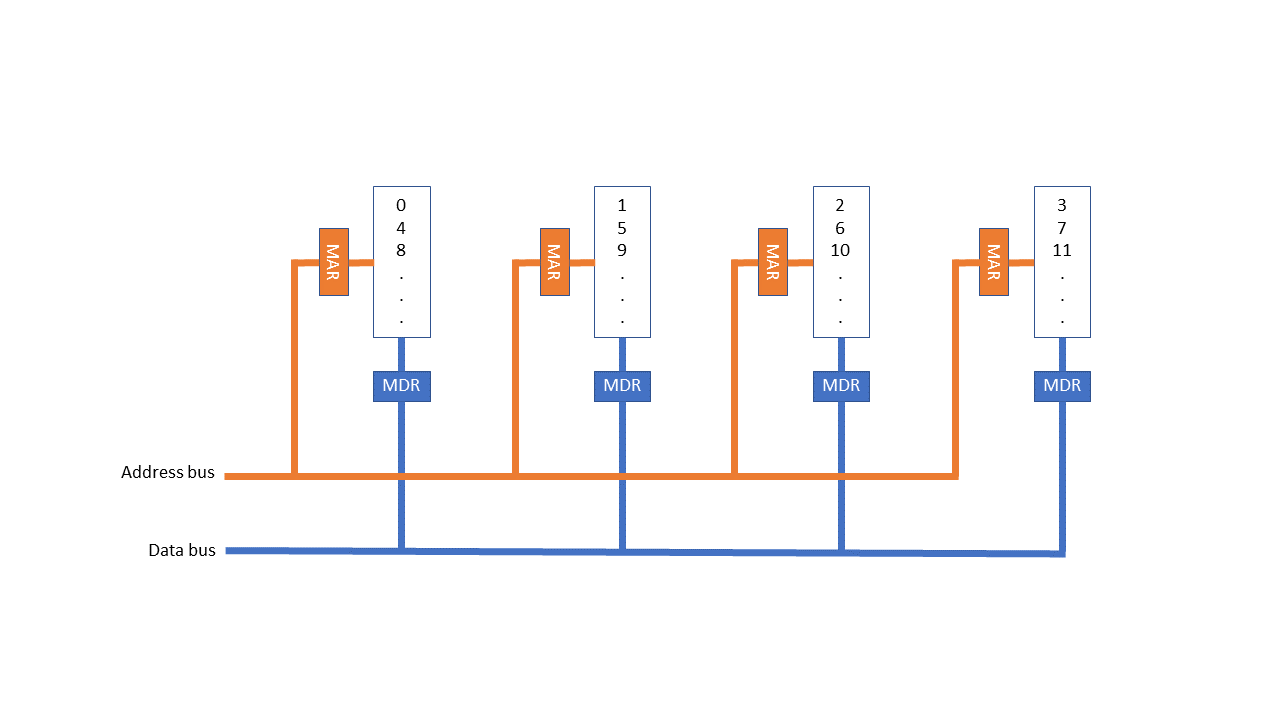 0
4
8
.
.
.
1
5
9
.
.
.
2
6
10
.
.
.
3
7
11
.
.
.
MAR
MAR
MAR
MAR
MDR
MDR
MDR
MDR
Address bus
Data bus